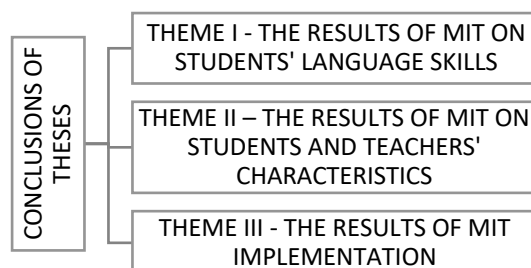 CONCLUSIONS OF
THESES
THEME I - THE RESULTS OF MIT ON
STUDENTS' LANGUAGE SKILLS
THEME II – THE RESULTS OF MIT ON
STUDENTS AND TEACHERS'
CHARACTERISTICS
THEME III - THE RESULTS OF MIT
IMPLEMENTATION